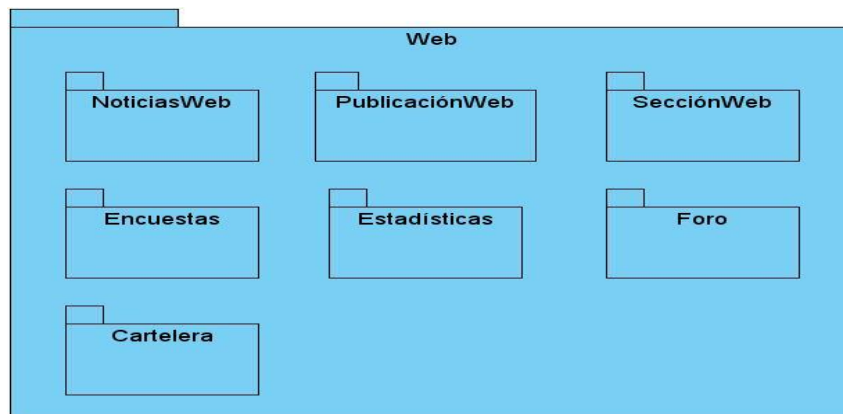 Web
NoticiasWeb
PublicaciónWeb
SecciónWeb
Encuestas
Estadísticas
Foro
Cartelera